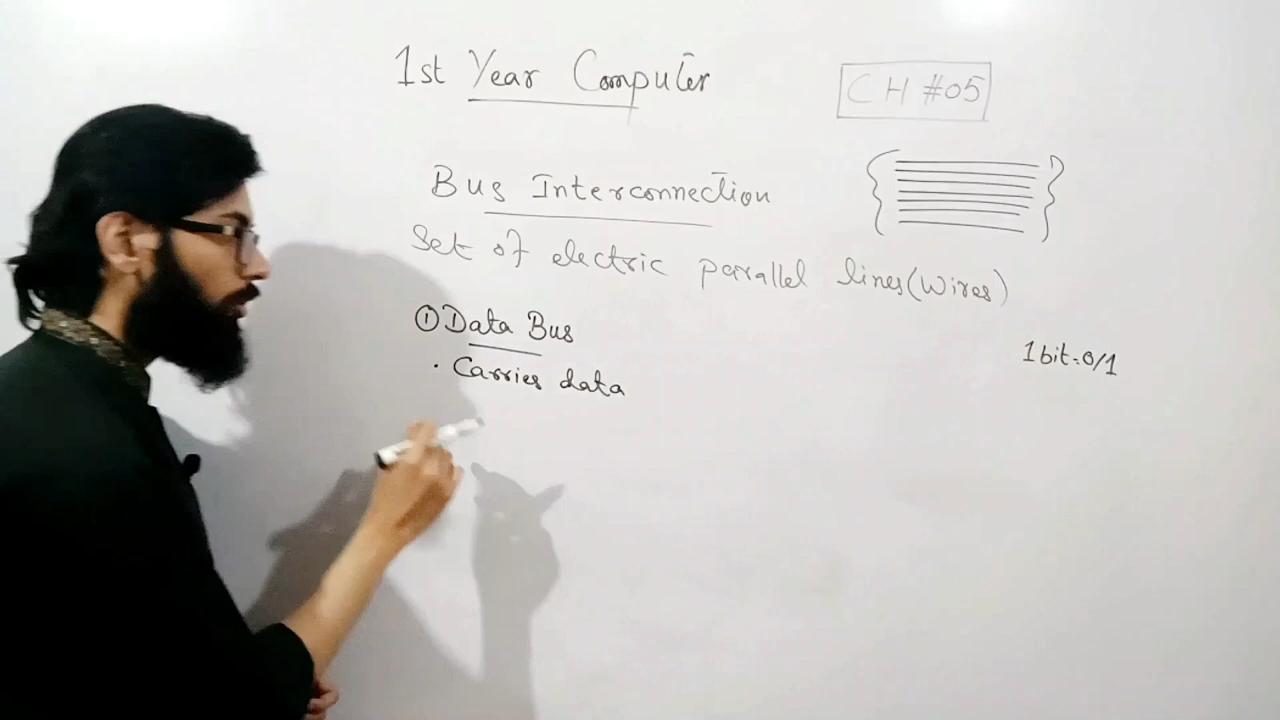 1st Year Computer
CH #05
Bus Interconnection
Set of electric parallel lines (Wires)
① Data Bus
1 bit = 0/1
· Carries data